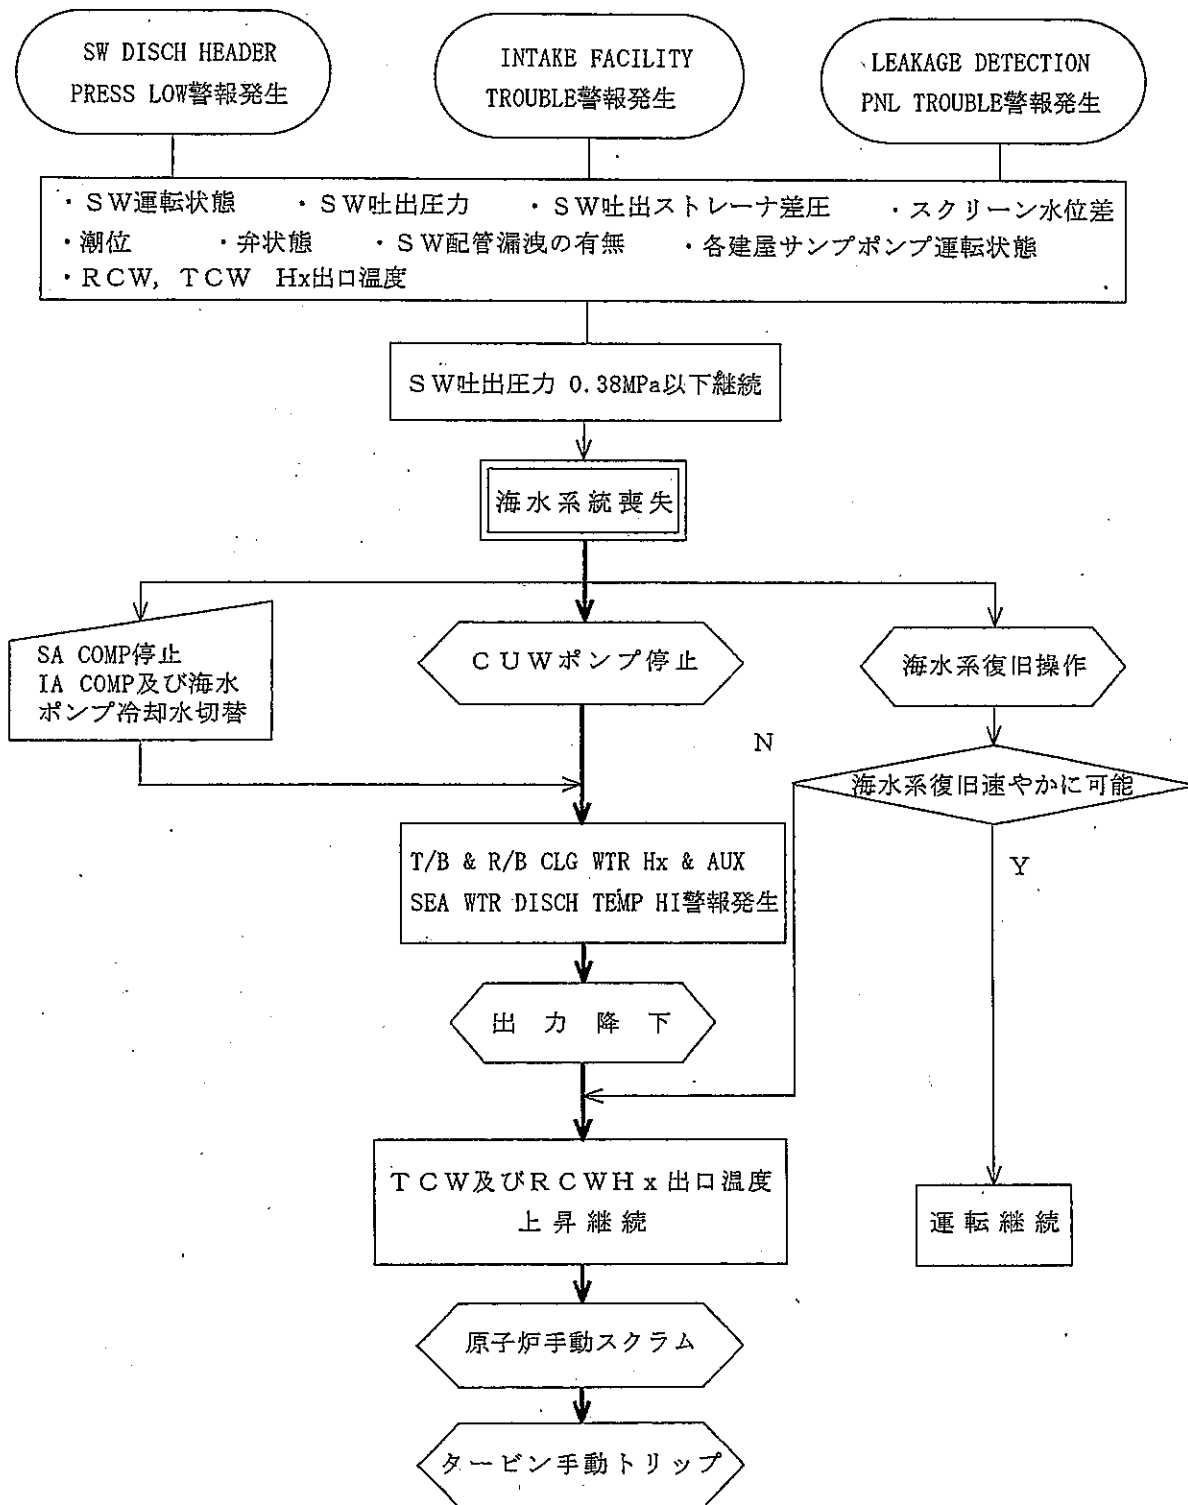 SW DISCH HEADER
PRESS LOW警報発生
INTAKE FACILITY
TROUBLE警報発生
LEAKAGE DETECTION
PNL TROUBLE警報発生
・ＳＷ運転状態　・ＳＷ吐出圧力　・ＳＷ吐出ストレーナ差圧　・スクリーン水位差
・潮位　・弁状態　・ＳＷ配管漏洩の有無　・各建屋サンプポンプ運転状態
・ＲＣＷ，ＴＣＷ　Hx出口温度
ＳＷ吐出圧力 0.38MPa以下継続
海水系統喪失
SA COMP停止
IA COMP及び海水
ポンプ冷却水切替
ＣＵＷポンプ停止
海水系復旧操作
N
海水系復旧速やかに可能
Y
T/B & R/B CLG WTR Hx & AUX
SEA WTR DISCH TEMP HI警報発生
出力降下
ＴＣＷ及びＲＣＷＨｘ出口温度
上昇継続
運転継続
原子炉手動スクラム
タービン手動トリップ